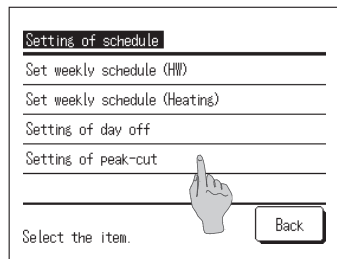 Setting of schedule
Set weekly schedule (HW)
Set weekly schedule (Heating)
Setting of day off
Setting of peak-cut
Select the item.
Back